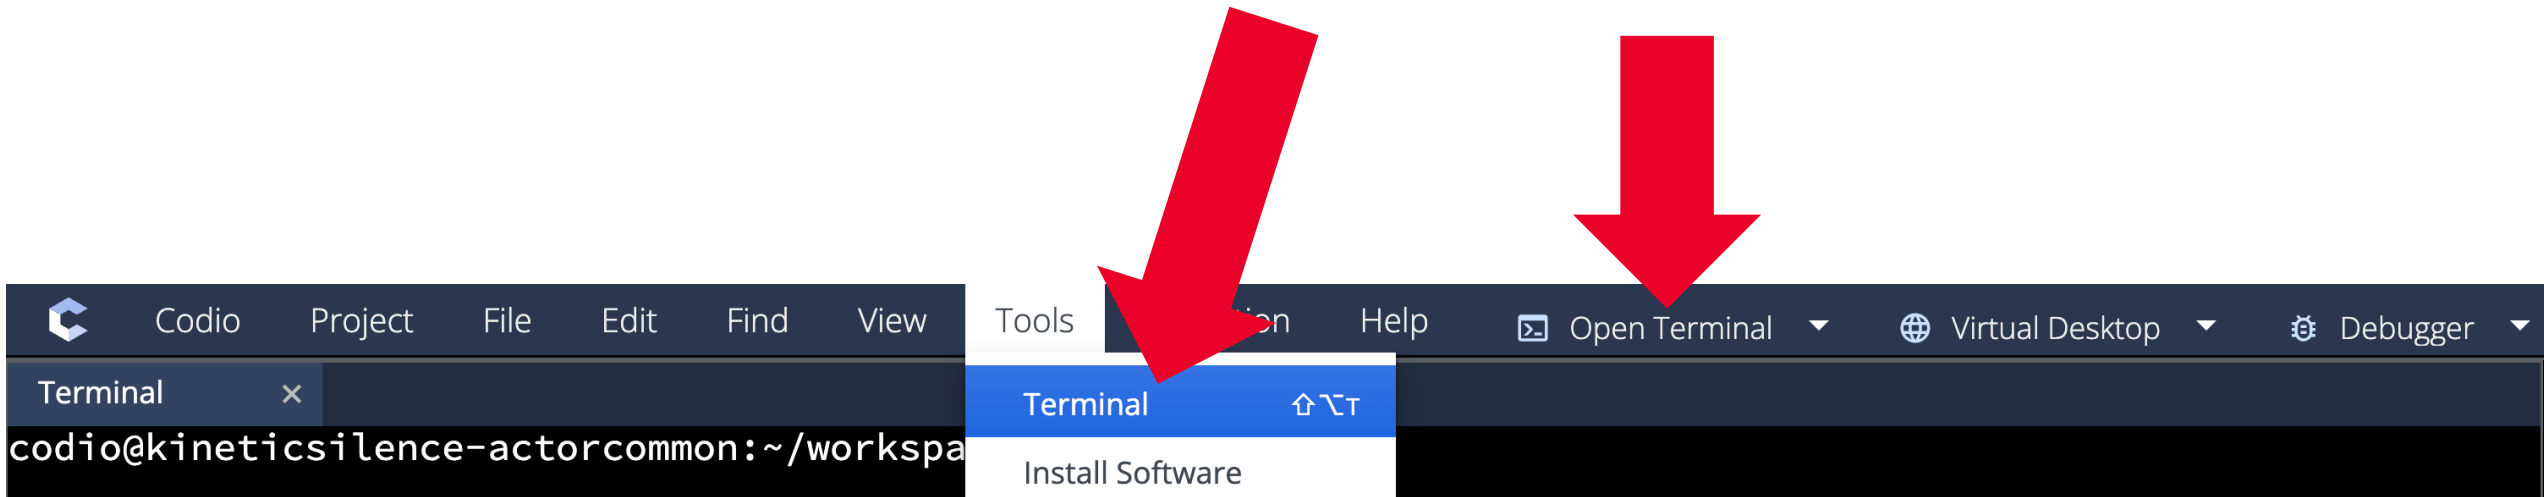 Codio Project File Edit Find View Tools Help Open Terminal Virtual Desktop Debugger
Terminal ×
Terminal ⇧⌥T
codio@kineticsilence-actorcommon:~/workspa
Install Software